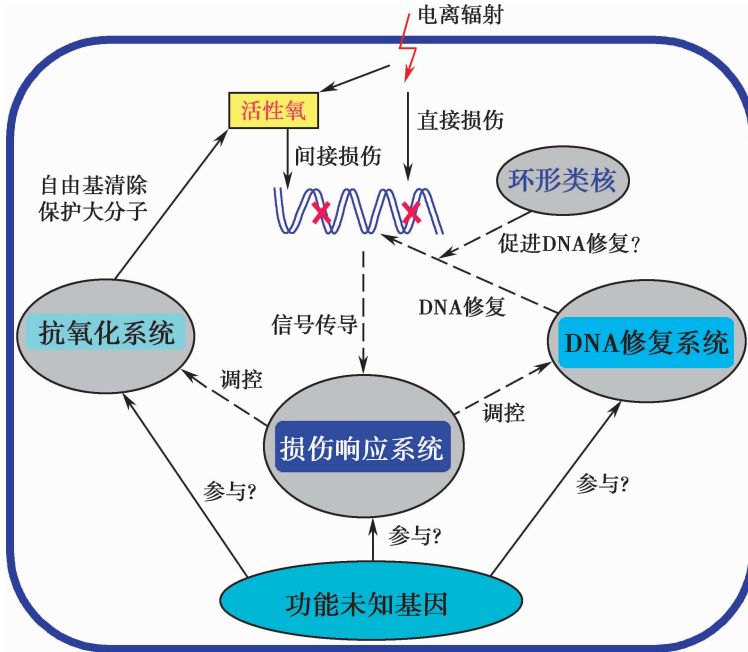 电离辐射
活性氧
直接损伤
间接损伤
环形类核
自由基清除
保护大分子
促进DNA修复？
DNA修复
信号传导
抗氧化系统
DNA修复系统
调控
调控
损伤响应系统
参与？
参与？
参与？
功能未知基因